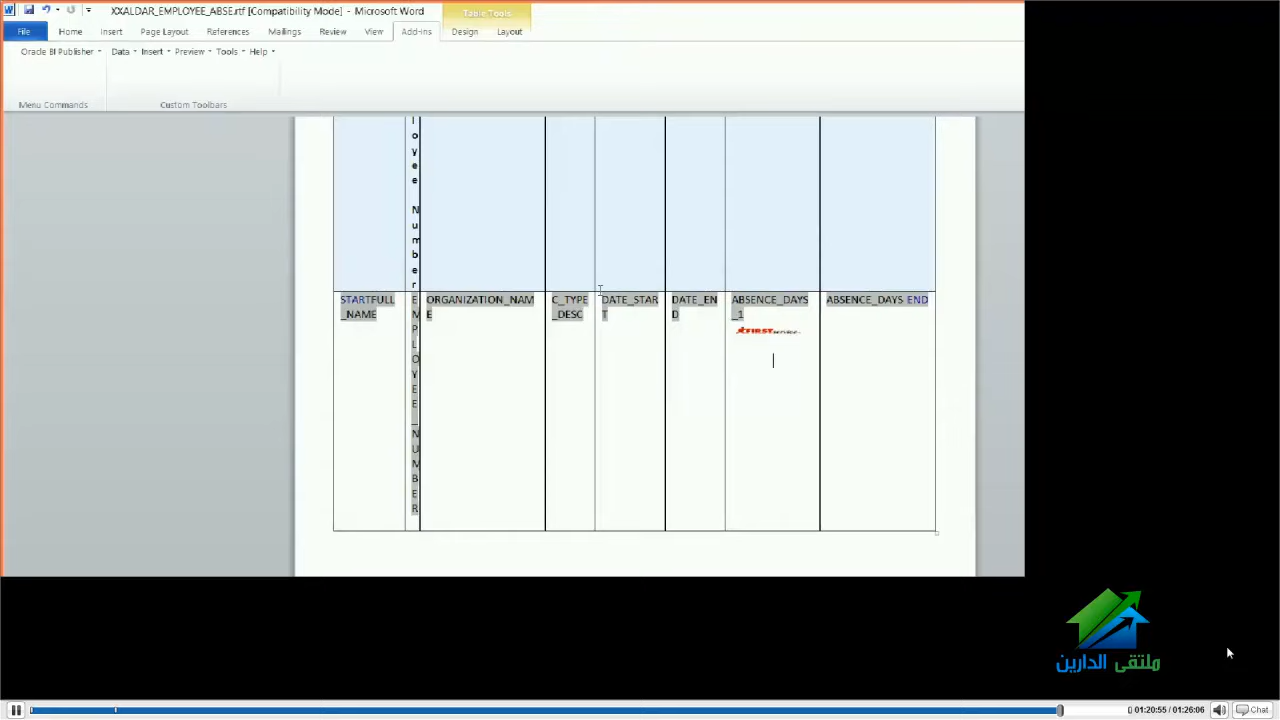 XXALDAR_EMPLOYEE_ABSE.rtf [Compatibility Mode] - Microsoft Word
Table Tools
File Home Insert Page Layout References Mailings Review View Add-Ins Design Layout
Oracle BI Publisher Data Insert Preview Tools Help
Menu Commands Custom Toolbars
l
o
y
e
e
N
u
m
b
e
r
STARTFULL
_NAME
E
M
P
L
O
Y
E
E
_
N
U
M
B
E
R
ORGANIZATION_NAM
E
C_TYPE
_DESC
DATE_STAR
T
DATE_EN
D
ABSENCE_DAYS
_1
FIRST service
ABSENCE_DAYS END
ملتقى الدارين
01:20:55 / 01:26:06 Chat